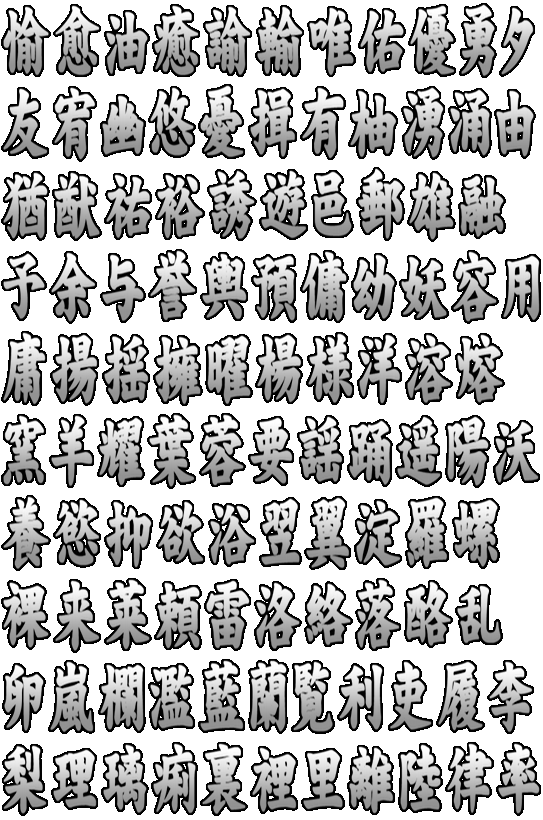 愉愈油癒諭輸唯佑優勇夕
友宥幽悠憂揖有柚湧涌由
猶猷祐裕誘遊邑郵雄融
予余与誉輿預傭幼妖容用
庸揚揺擁曜楊様洋溶熔
窯羊耀葉蓉要謡踊遥陽沃
養慾抑欲浴翌翼淀羅螺
裸来莱頼雷洛絡落酪乱
卵嵐欄濫藍蘭覧利吏履李
梨理璃痢裏裡里離陸律率